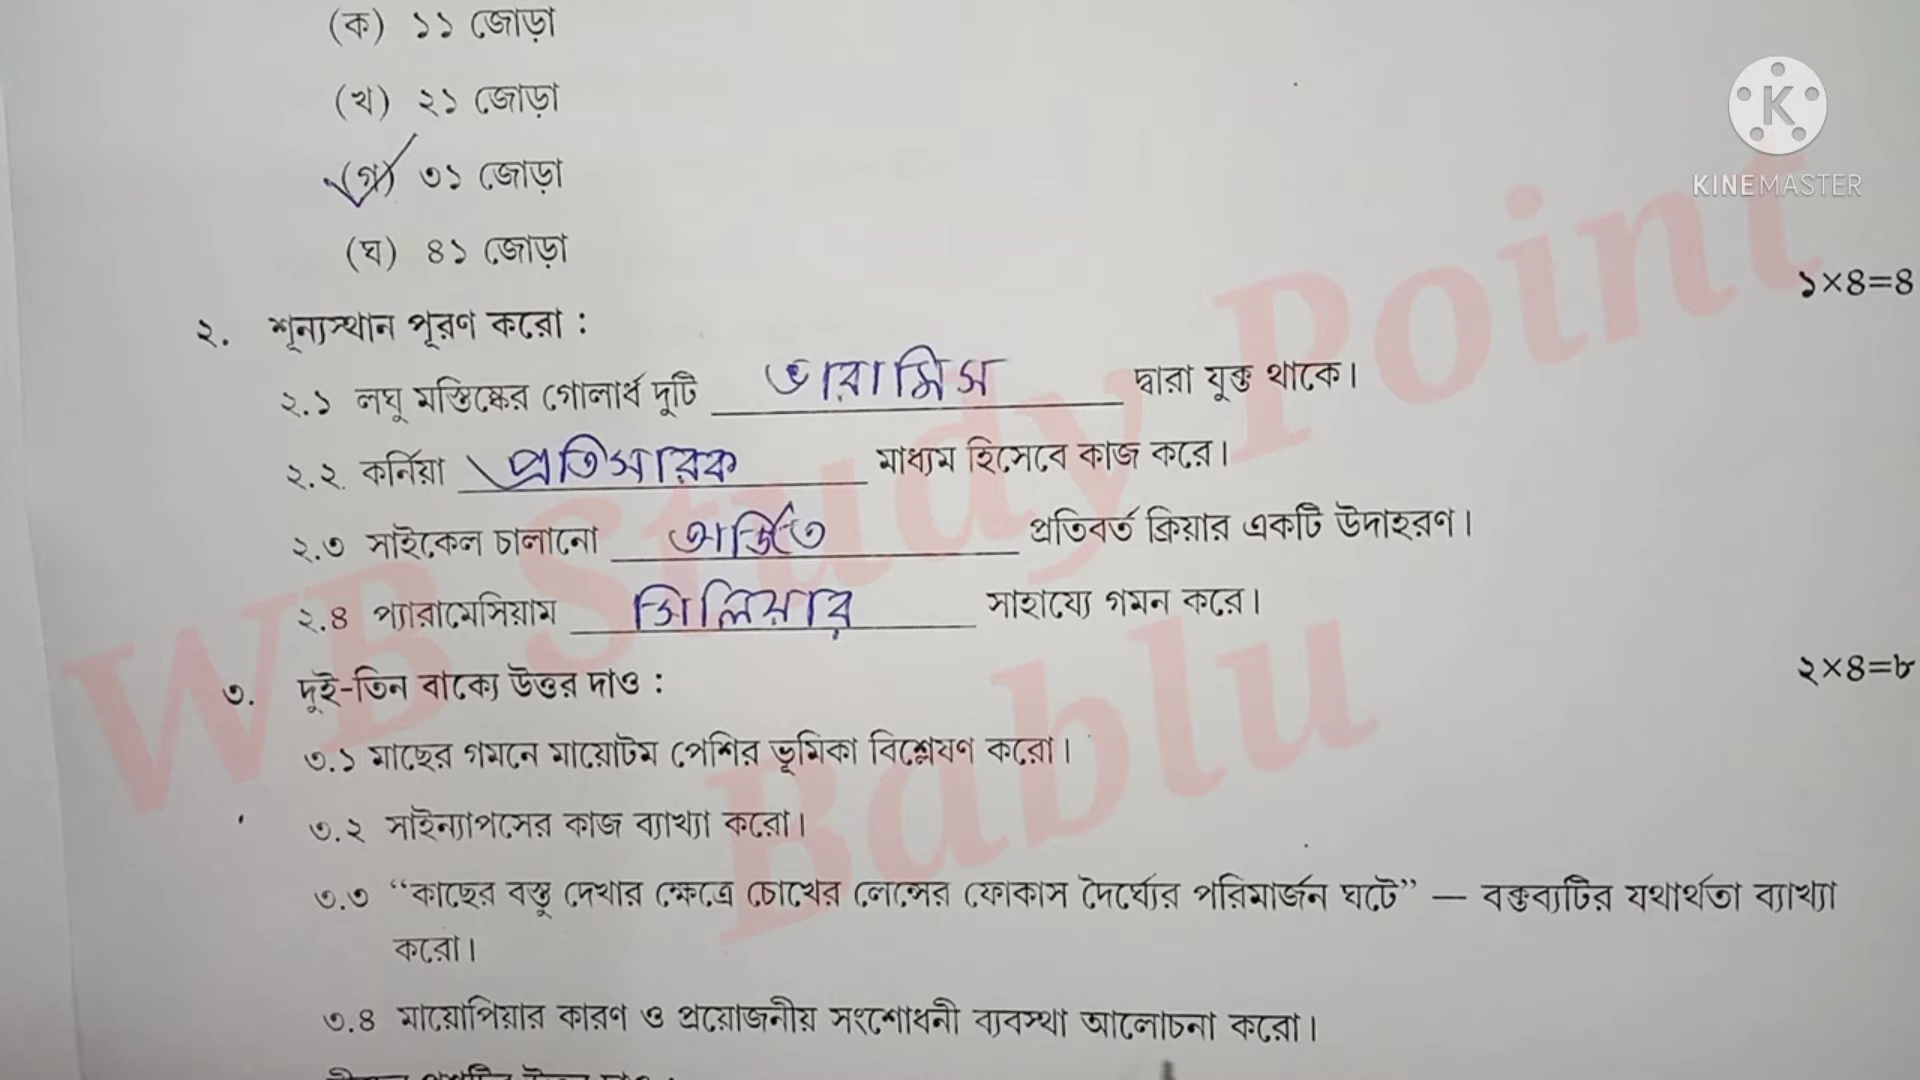 (ক) ১১ জোড়া
(খ) ২১ জোড়া
(গ) ৩১ জোড়া
(ঘ) ৪১ জোড়া
KINEMASTER
১×৪=৪
২. শূন্যস্থান পূরণ করো :
২.১ লঘু মস্তিষ্কের গোলার্ধ দুটি ভারামিস দ্বারা যুক্ত থাকে।
২.২ কর্নিয়া প্রতিসারক মাধ্যম হিসেবে কাজ করে।
২.৩ সাইকেল চালানো অর্জিত প্রতিবর্ত ক্রিয়ার একটি উদাহরণ।
২.৪ প্যারামেসিয়াম সিলিয়ার সাহায্যে গমন করে।
৩. দুই-তিন বাক্যে উত্তর দাও : ২×৪=৮
৩.১ মাছের গমনে মায়োটম পেশির ভূমিকা বিশ্লেষণ করো।
৩.২ সাইন্যাপসের কাজ ব্যাখ্যা করো।
৩.৩ “কাছের বস্তু দেখার ক্ষেত্রে চোখের লেন্সের ফোকাস দৈর্ঘ্যের পরিমার্জন ঘটে” — বক্তব্যটির যথার্থতা ব্যাখ্যা
করো।
৩.৪ মায়োপিয়ার কারণ ও প্রয়োজনীয় সংশোধনী ব্যবস্থা আলোচনা করো।
WB Study Point
Bablu